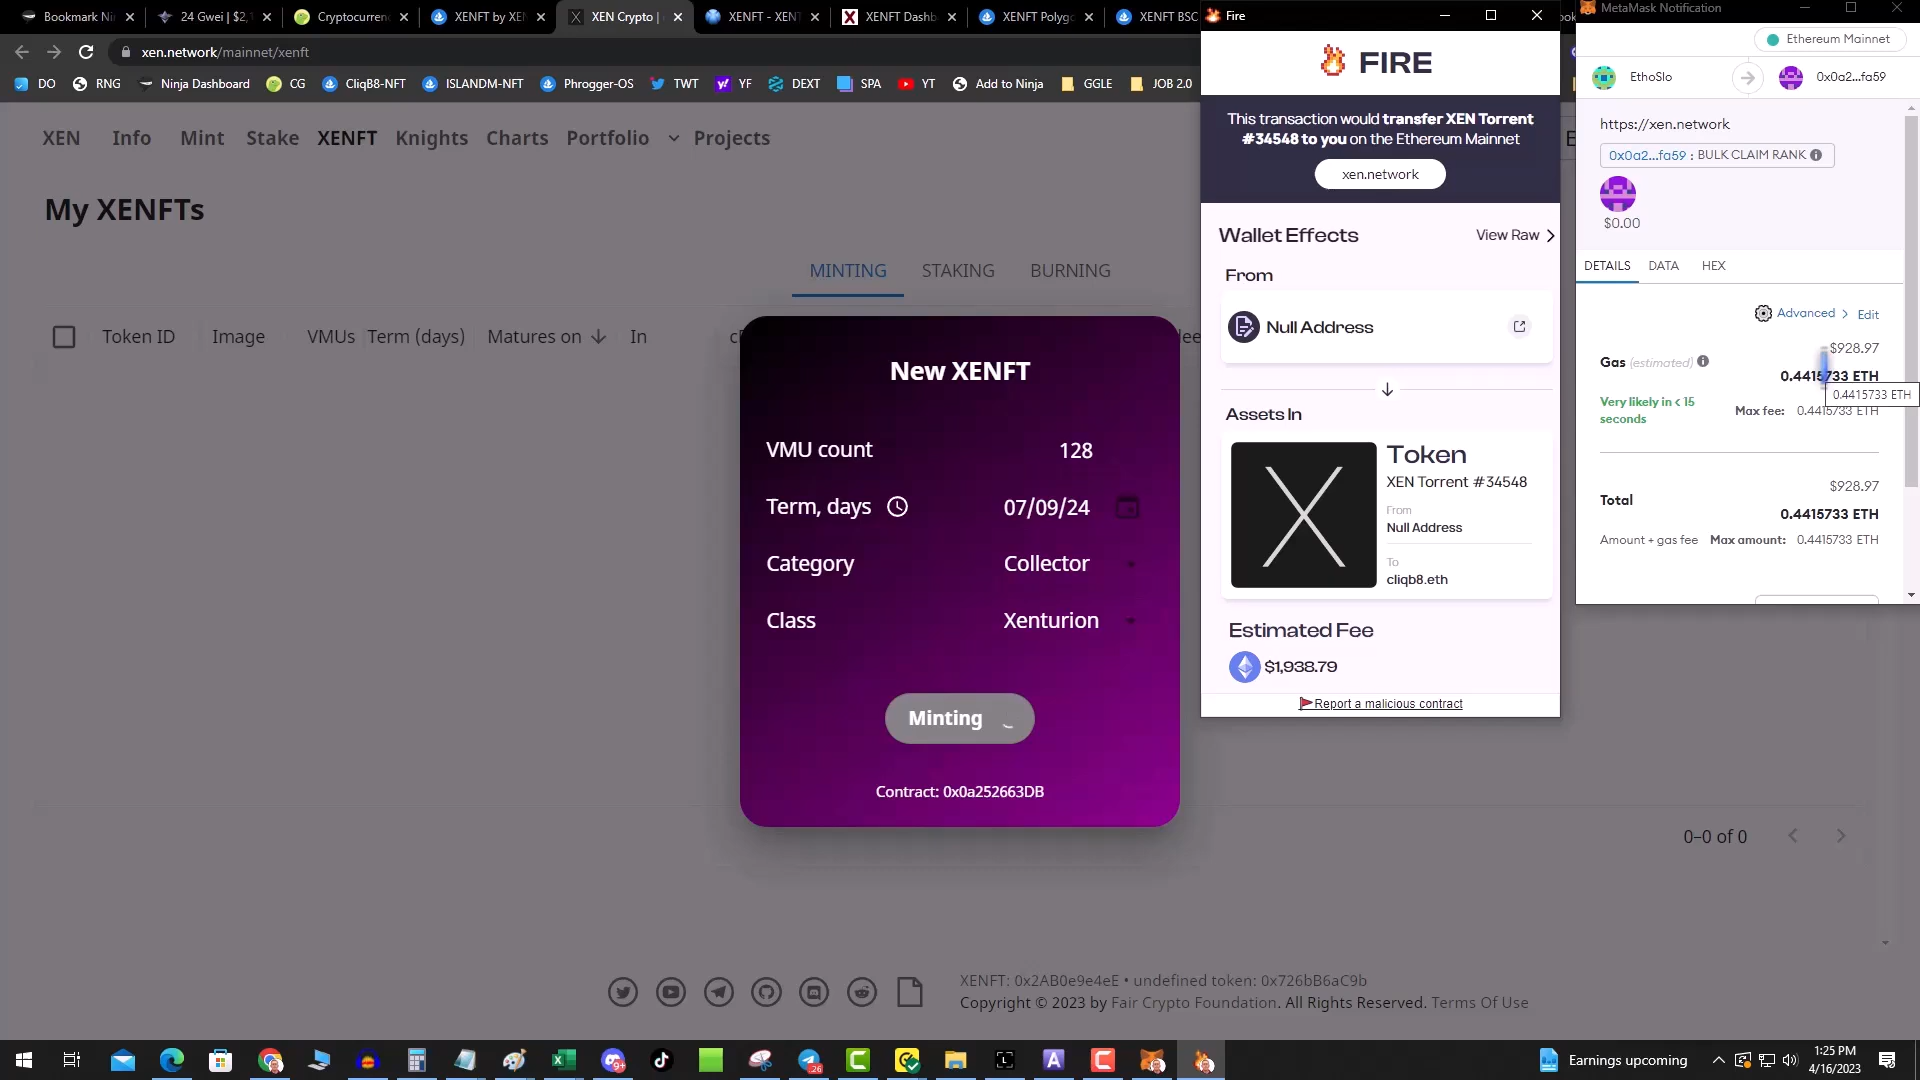 Bookmark Ni
24 Gwei | $2,
Cryptocurrenc
XENFT by XEN
XEN Crypto |
XENFT - XENT
XENFT Dashb
XENFT Polyg
XENFT BSC
xen.network/mainnet/xenft
DO
RNG
Ninja Dashboard
CG
CliqB8-NFT
ISLANDM-NFT
Phrogger-OS
TWT
YF
DEXT
SPA
YT
Add to Ninja
GGLE
JOB 2.0
XEN
Info
Mint
Stake
XENFT
Knights
Charts
Portfolio
Projects
My XENFTs
MINTING
STAKING
BURNING
Token ID
Image
VMUs
Term (days)
Matures on
In
New XENFT
VMU count
128
Term, days
07/09/24
Category
Collector
Class
Xenturion
Minting
Contract: 0x0a252663DB
0–0 of 0
XENFT: 0x2AB0e9e4eE • undefined token: 0x726bB6aC9b
Copyright © 2023 by Fair Crypto Foundation. All Rights Reserved. Terms Of Use
Fire
FIRE
This transaction would transfer XEN Torrent
#34548 to you on the Ethereum Mainnet
xen.network
Wallet Effects
View Raw
From
Null Address
Assets In
Token
XEN Torrent #34548
From
Null Address
To
cliqb8.eth
Estimated Fee
$1,938.79
Report a malicious contract
MetaMask Notification
Ethereum Mainnet
EthoSlo
0x0a2...fa59
https://xen.network
0x0a2...fa59 : BULK CLAIM RANK
$0.00
DETAILS
DATA
HEX
Advanced
Edit
$928.97
Gas (estimated)
0.4415733 ETH
0.4415733 ETH
Very likely in < 15
seconds
Max fee: 0.4415733 ETH
$928.97
Total
0.4415733 ETH
Amount + gas fee
Max amount: 0.4415733 ETH
Earnings upcoming
1:25 PM
4/16/2023